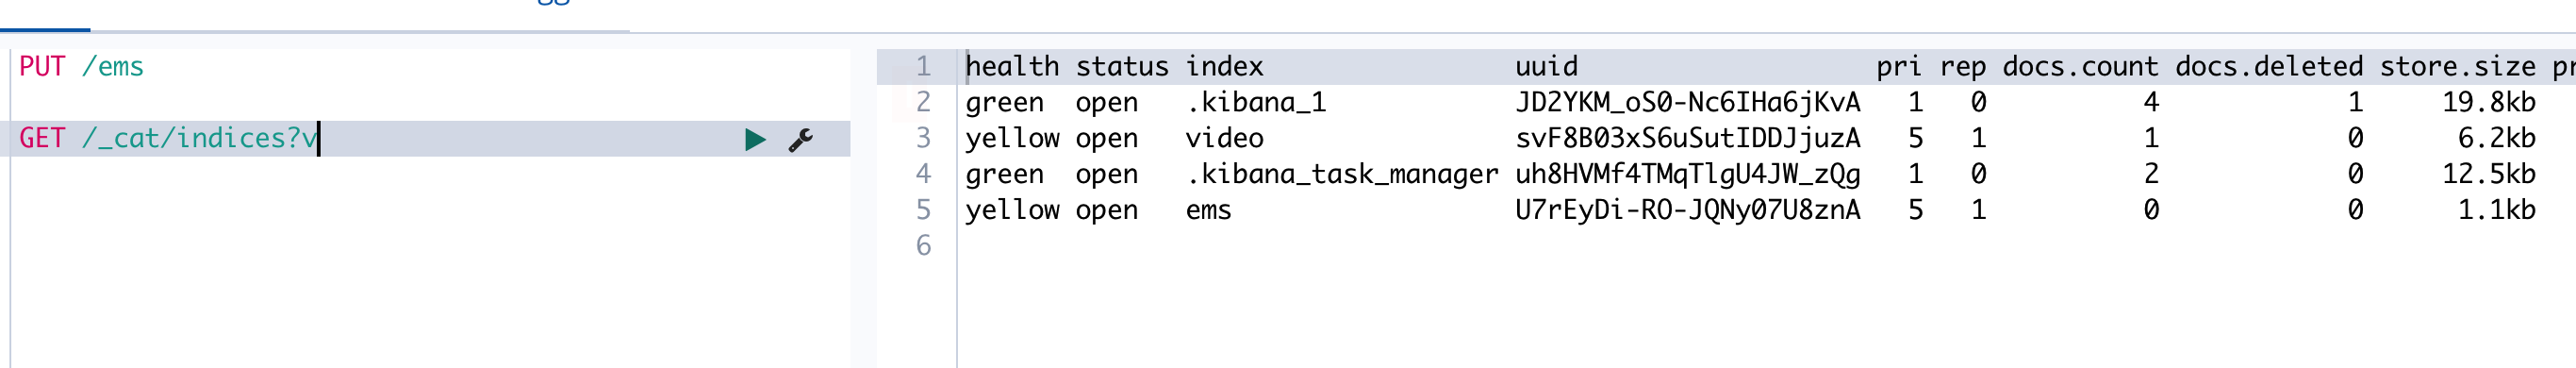 PUT /ems
GET /_cat/indices?v
1 health status index uuid pri rep docs.count docs.deleted store.size
2 green open .kibana_1 JD2YKM_oS0-Nc6IHa6jKvA 1 0 4 1 19.8kb
3 yellow open video svF8B03xS6uSutIDDJjuzA 5 1 1 0 6.2kb
4 green open .kibana_task_manager uh8HVMf4TMqTlgU4JW_zQg 1 0 2 0 12.5kb
5 yellow open ems U7rEyDi-RO-JQNy07U8znA 5 1 0 0 1.1kb
6